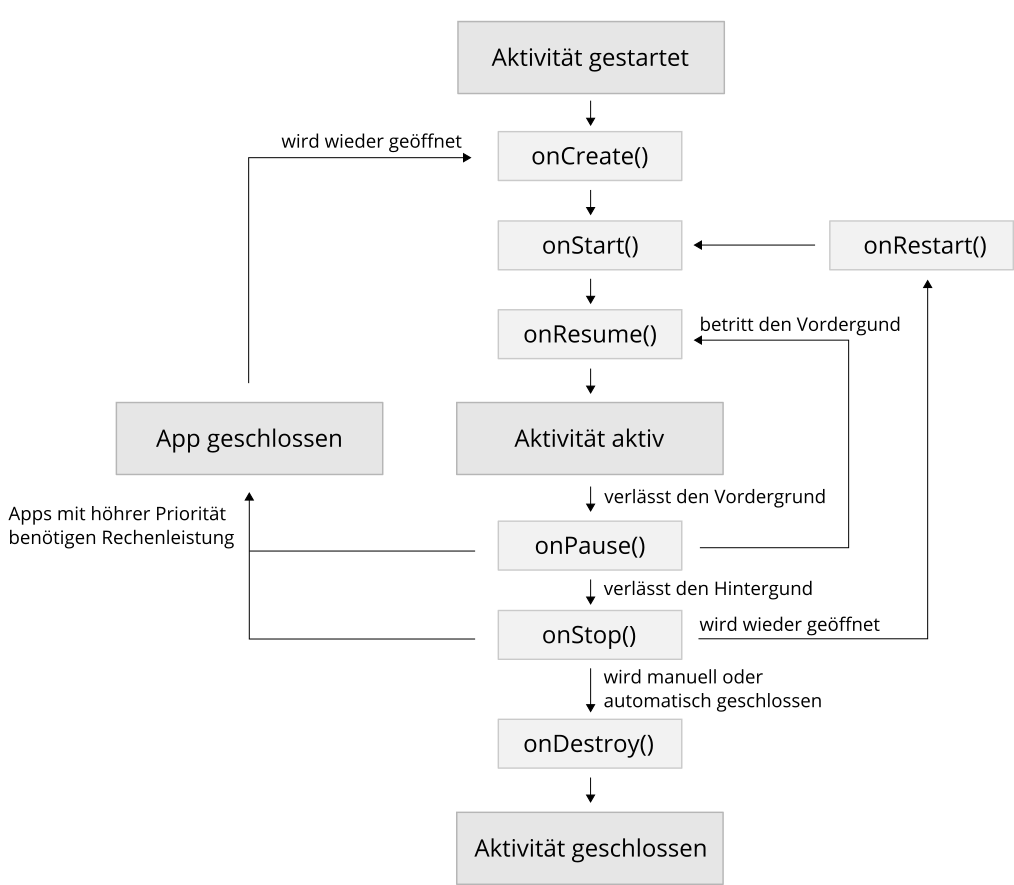 Aktivität gestartet
wird wieder geöffnet
onCreate()
onStart()
onRestart()
onResume()
betritt den Vordergund
App geschlossen
Aktivität aktiv
verlässt den Vordergrund
Apps mit höhrer Priorität
benötigen Rechenleistung
onPause()
verlässt den Hintergund
onStop()
wird wieder geöffnet
wird manuell oder
automatisch geschlossen
onDestroy()
Aktivität geschlossen